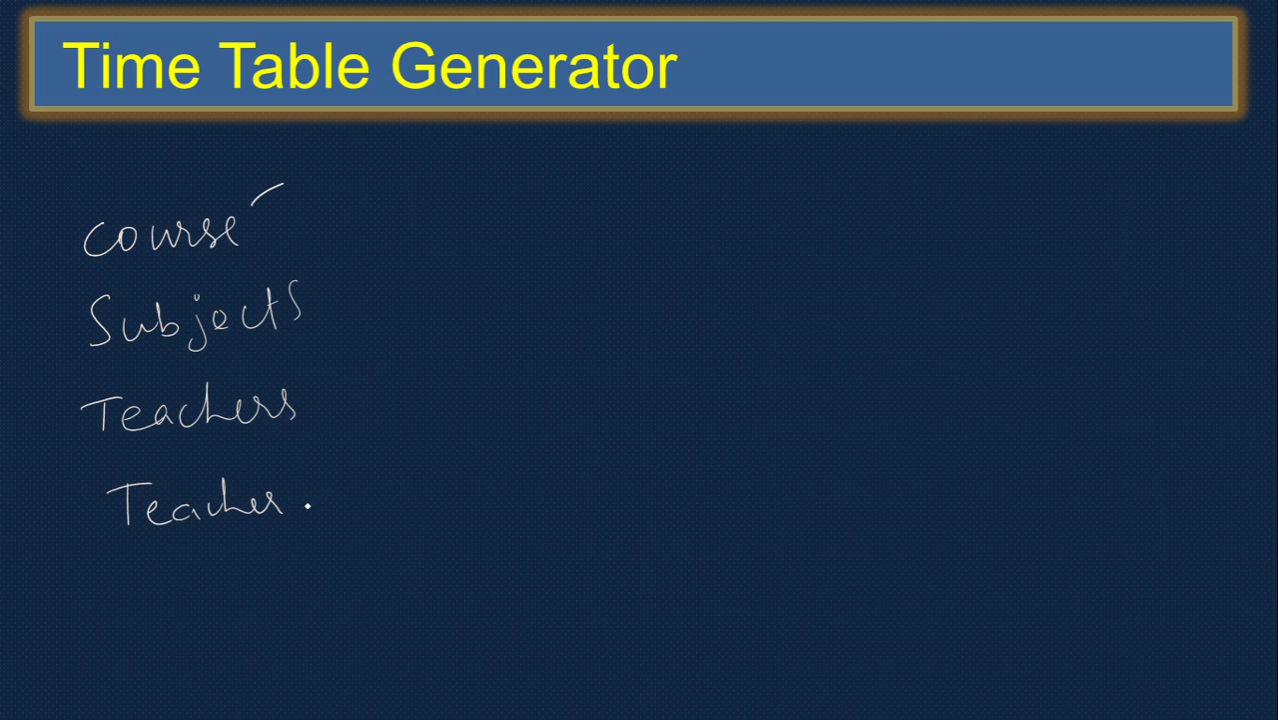 Time Table Generator
course
Subjects
Teachers
Teacher